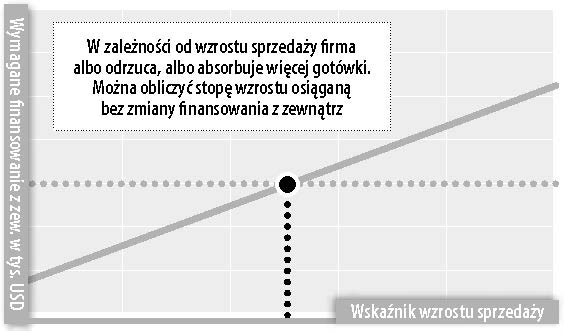 Wymagane finansowanie z zew. w tys. USD
W zależności od wzrostu sprzedaży firma
albo odrzuca, albo absorbuje więcej gotówki.
Można obliczyć stopę wzrostu osiąganą
bez zmiany finansowania z zewnątrz
Wskaźnik wzrostu sprzedaży